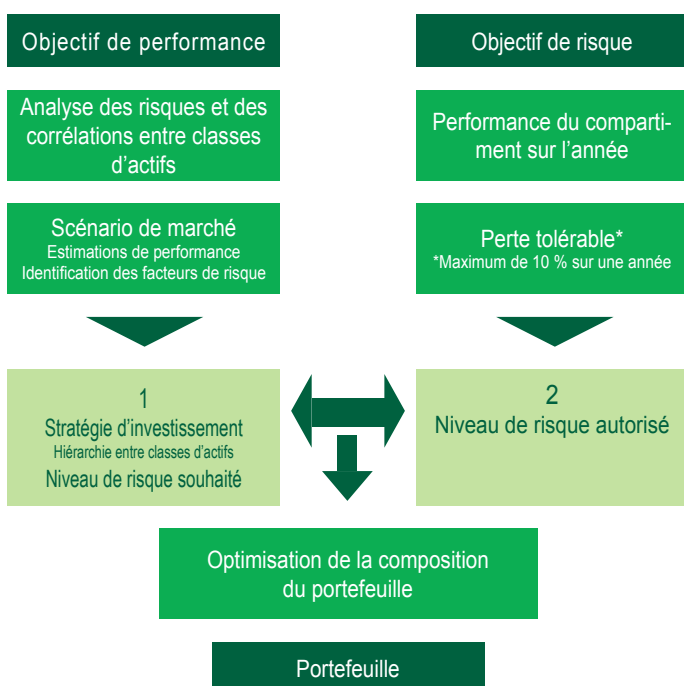 Objectif de performance
Analyse des risques et des
corrélations entre classes
d'actifs
Scénario de marché
Estimations de performance
Identification des facteurs de risque
1
Stratégie d'investissement
Hiérarchie entre classes d'actifs
Niveau de risque souhaité
Objectif de risque
Performance du comparti-
ment sur l'année
Perte tolérable*
*Maximum de 10 % sur une année
2
Niveau de risque autorisé
Optimisation de la composition
du portefeuille
Portefeuille